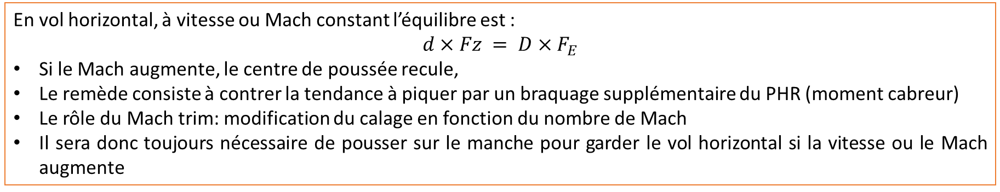 En vol horizontal, à vitesse ou Mach constant l’équilibre est :
d × Fz = D × F_E
• Si le Mach augmente, le centre de poussée recule,
• Le remède consiste à contrer la tendance à piquer par un braquage supplémentaire du PHR (moment cabreur)
• Le rôle du Mach trim: modification du calage en fonction du nombre de Mach
• Il sera donc toujours nécessaire de pousser sur le manche pour garder le vol horizontal si la vitesse ou le Mach
augmente